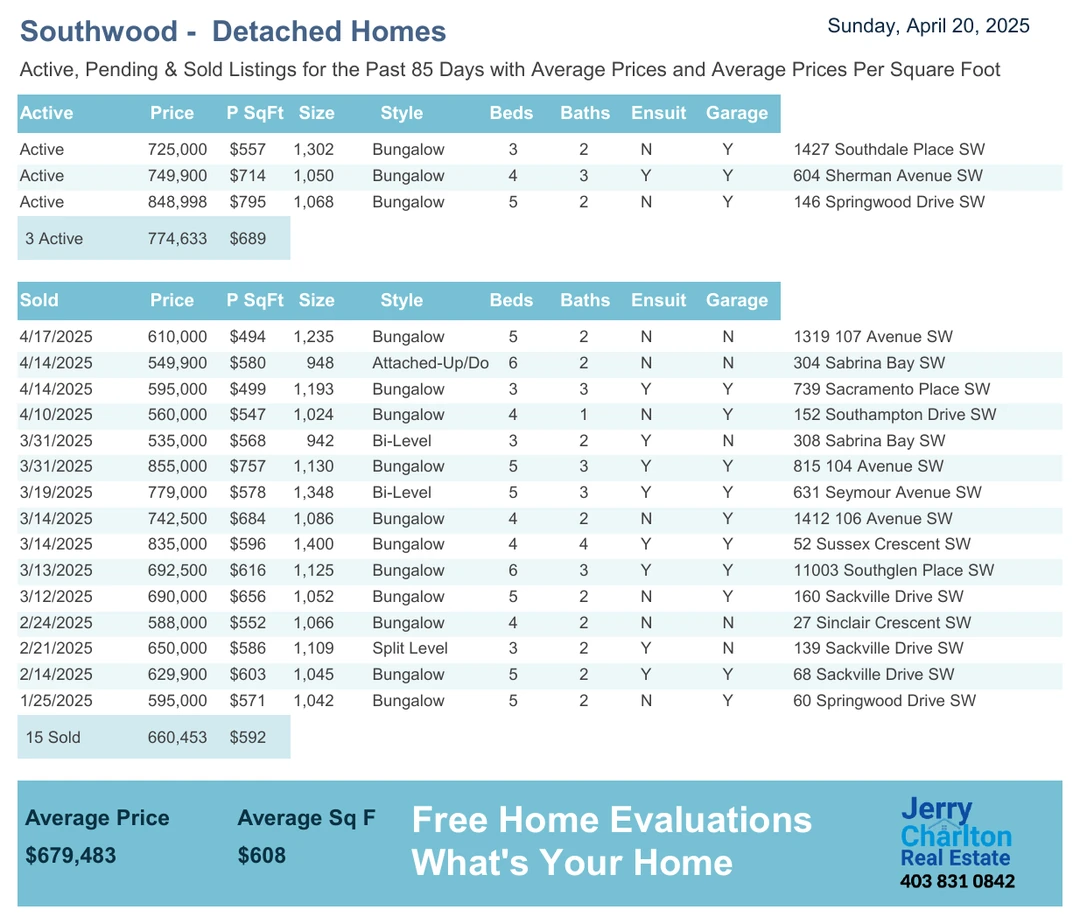 Southwood - Detached Homes
Sunday, April 20, 2025
Active, Pending & Sold Listings for the Past 85 Days with Average Prices and Average Prices Per Square Foot
Active Price P SqFt Size Style Beds Baths Ensuit Garage
Active 725,000 $557 1,302 Bungalow 3 2 N Y 1427 Southdale Place SW
Active 749,900 $714 1,050 Bungalow 4 3 Y Y 604 Sherman Avenue SW
Active 848,998 $795 1,068 Bungalow 5 2 N Y 146 Springwood Drive SW
3 Active 774,633 $689
Sold Price P SqFt Size Style Beds Baths Ensuit Garage
4/17/2025 610,000 $494 1,235 Bungalow 5 2 N N 1319 107 Avenue SW
4/14/2025 549,900 $580 948 Attached-Up/Do 6 2 N N 304 Sabrina Bay SW
4/14/2025 595,000 $499 1,193 Bungalow 3 3 Y Y 739 Sacramento Place SW
4/10/2025 560,000 $547 1,024 Bungalow 4 1 N Y 152 Southampton Drive SW
3/31/2025 535,000 $568 942 Bi-Level 3 2 Y N 308 Sabrina Bay SW
3/31/2025 855,000 $757 1,130 Bungalow 5 3 Y Y 815 104 Avenue SW
3/19/2025 779,000 $578 1,348 Bi-Level 5 3 Y Y 631 Seymour Avenue SW
3/14/2025 742,500 $684 1,086 Bungalow 4 2 N Y 1412 106 Avenue SW
3/14/2025 835,000 $596 1,400 Bungalow 4 4 Y Y 52 Sussex Crescent SW
3/13/2025 692,500 $616 1,125 Bungalow 6 3 Y Y 11003 Southglen Place SW
3/12/2025 690,000 $656 1,052 Bungalow 5 2 N Y 160 Sackville Drive SW
2/24/2025 588,000 $552 1,066 Bungalow 4 2 N N 27 Sinclair Crescent SW
2/21/2025 650,000 $586 1,109 Split Level 3 2 Y N 139 Sackville Drive SW
2/14/2025 629,900 $603 1,045 Bungalow 5 2 Y Y 68 Sackville Drive SW
1/25/2025 595,000 $571 1,042 Bungalow 5 2 N Y 60 Springwood Drive SW
15 Sold 660,453 $592
Average Price Average Sq F
$679,483 $608
Free Home Evaluations
What's Your Home
Jerry
Charlton
Real Estate
403 831 0842